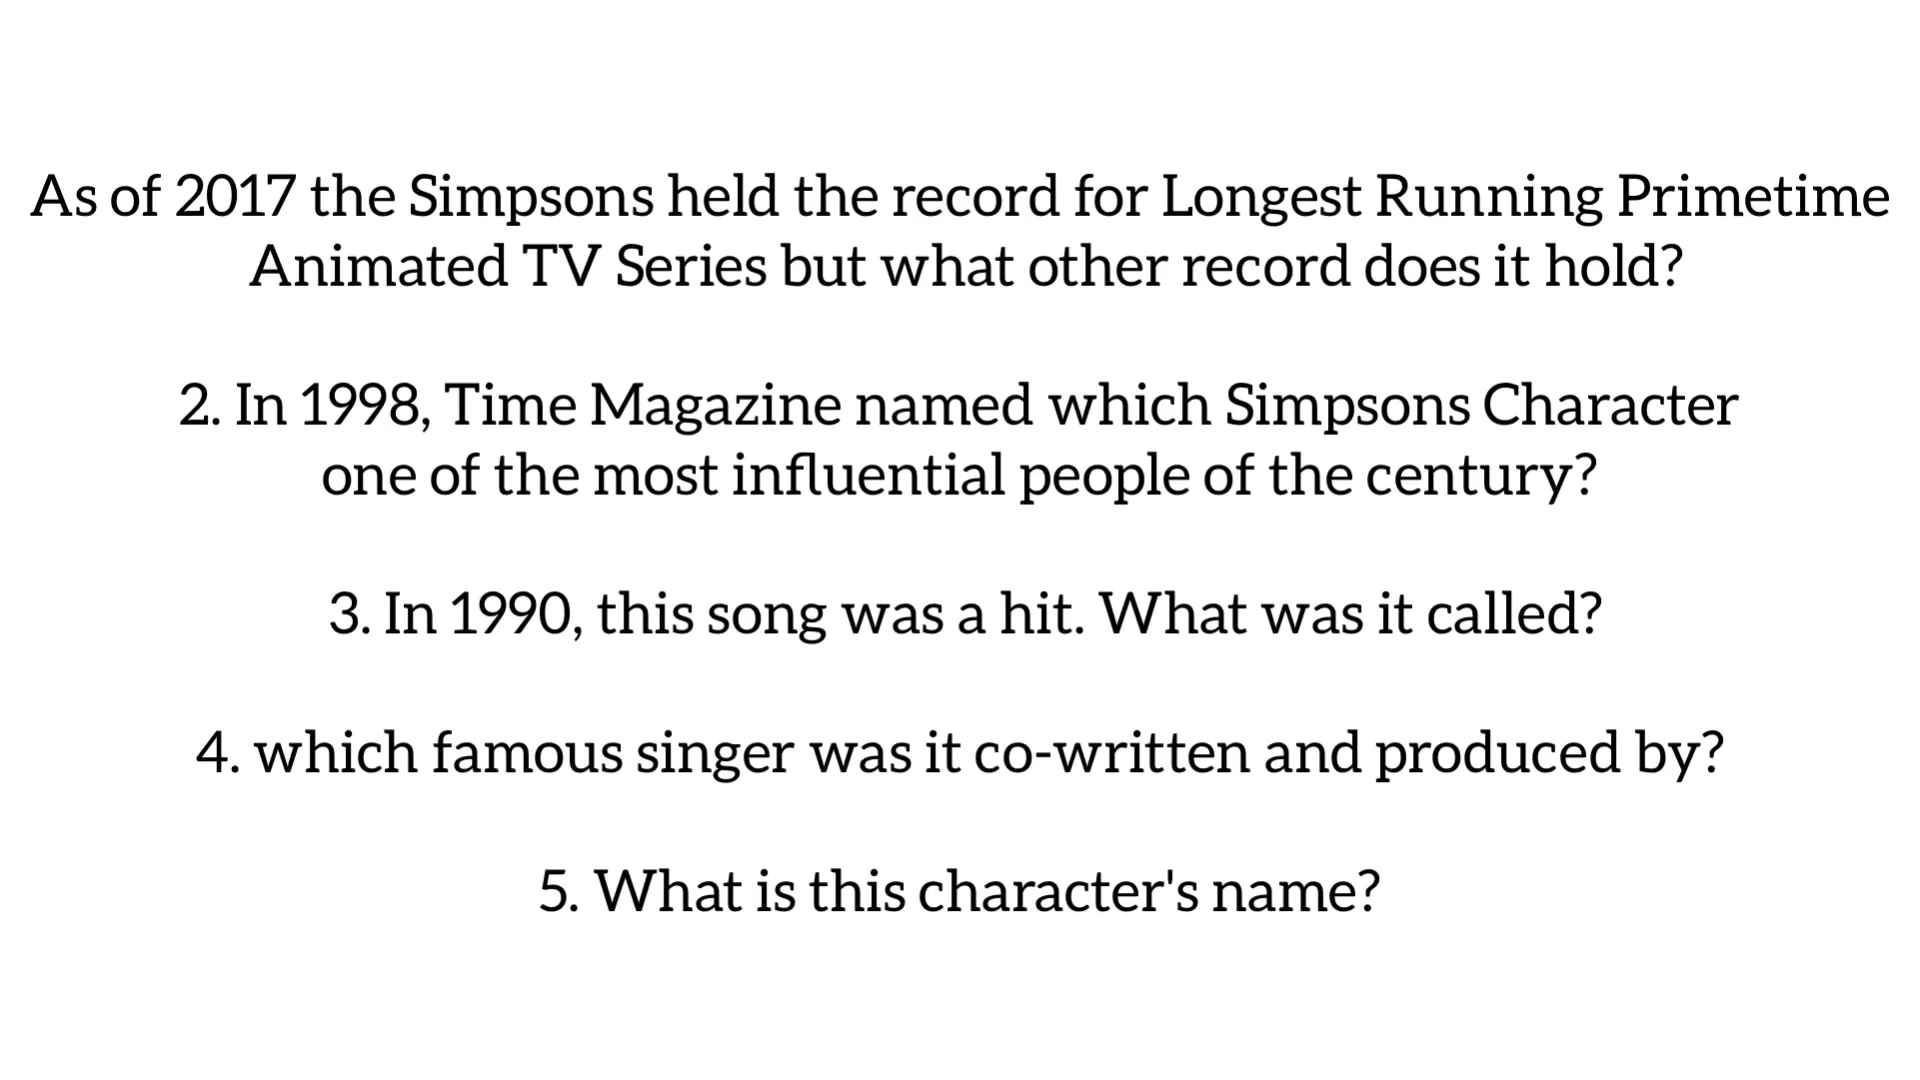 As of 2017 the Simpsons held the record for Longest Running Primetime
Animated TV Series but what other record does it hold?
2. In 1998, Time Magazine named which Simpsons Character
one of the most influential people of the century?
3. In 1990, this song was a hit. What was it called?
4. which famous singer was it co-written and produced by?
5. What is this character's name?